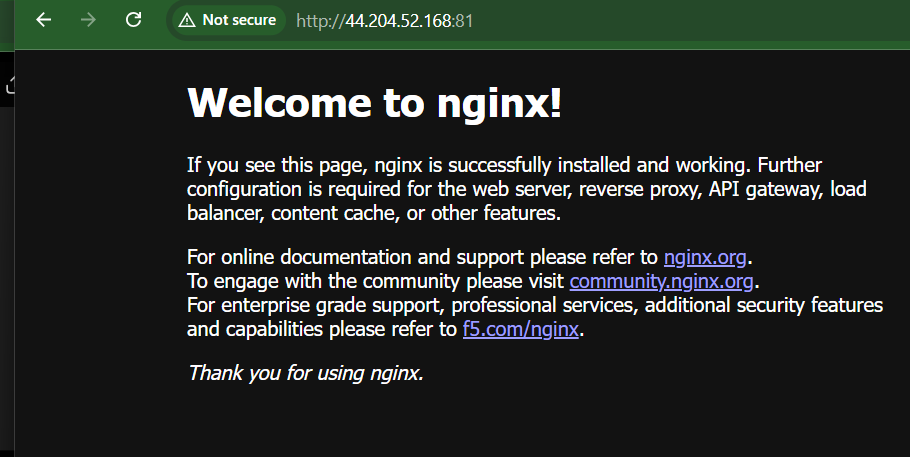 Not secure http://44.204.52.168:81
Welcome to nginx!
If you see this page, nginx is successfully installed and working. Further
configuration is required for the web server, reverse proxy, API gateway, load
balancer, content cache, or other features.
For online documentation and support please refer to nginx.org.
To engage with the community please visit community.nginx.org.
For enterprise grade support, professional services, additional security features
and capabilities please refer to f5.com/nginx.
Thank you for using nginx.